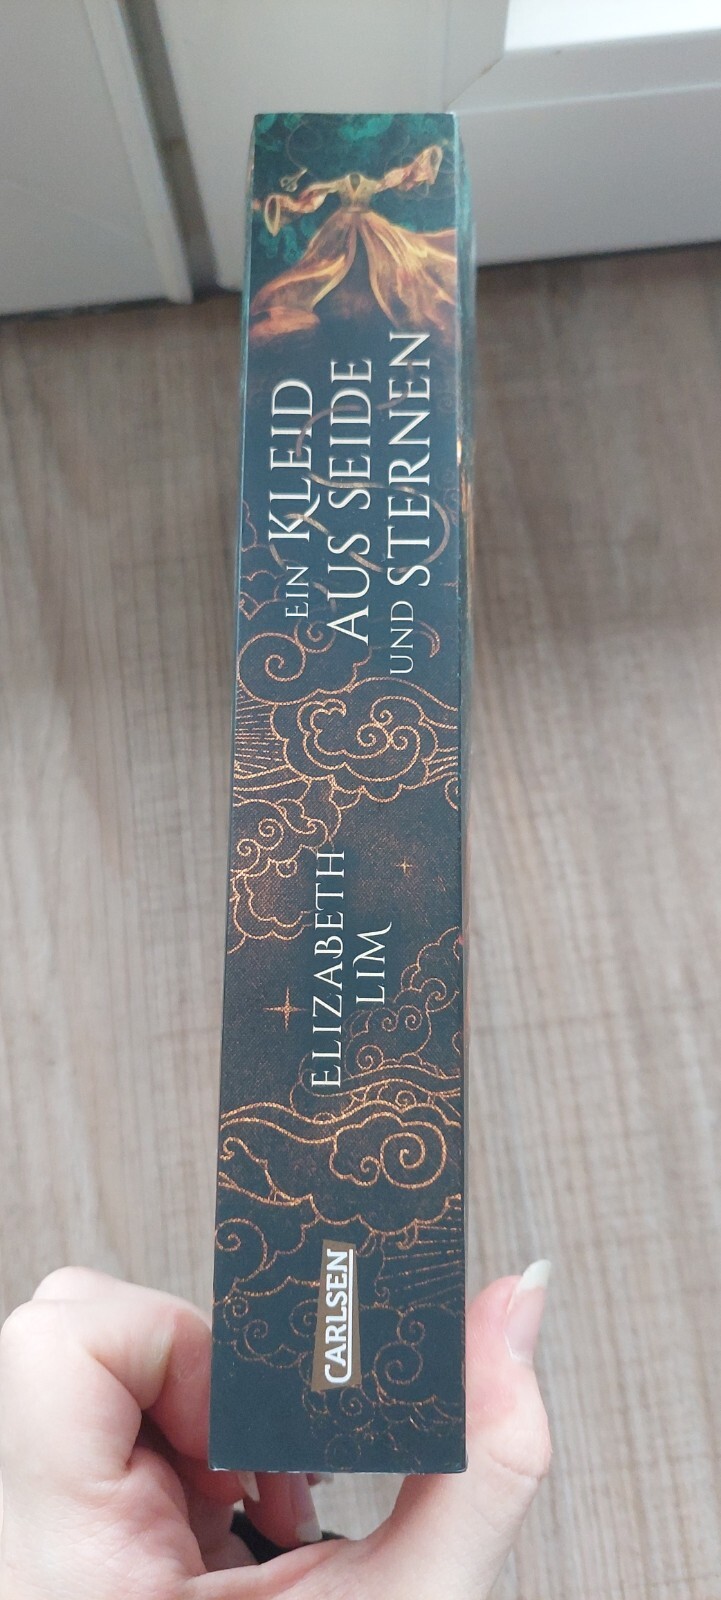 EIN KLEID
AUS SEIDE
UND STERNEN
ELIZABETH
LIM
CARLSEN